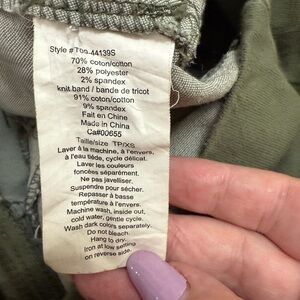 Style # Top 44139S
70% coton/cotton
28% polyester
2% spandex
knit band / bande de tricot
91% coton/cotton
9% spandex
Fait en Chine
Made in China
Ca#00655
Taille/size: TP/XS
Laver à la machine, à l'envers,
à l'eau tiède, cycle délicat.
Laver les couleurs
foncées séparément.
Ne pas javelliser.
Suspendre pour sécher.
Repasser à basse
température à l'envers.
Machine wash, inside out,
cold water, gentle cycle.
Wash dark colors separately.
Do not bleach.
Hang to dry.
Iron at low setting
on reverse side.